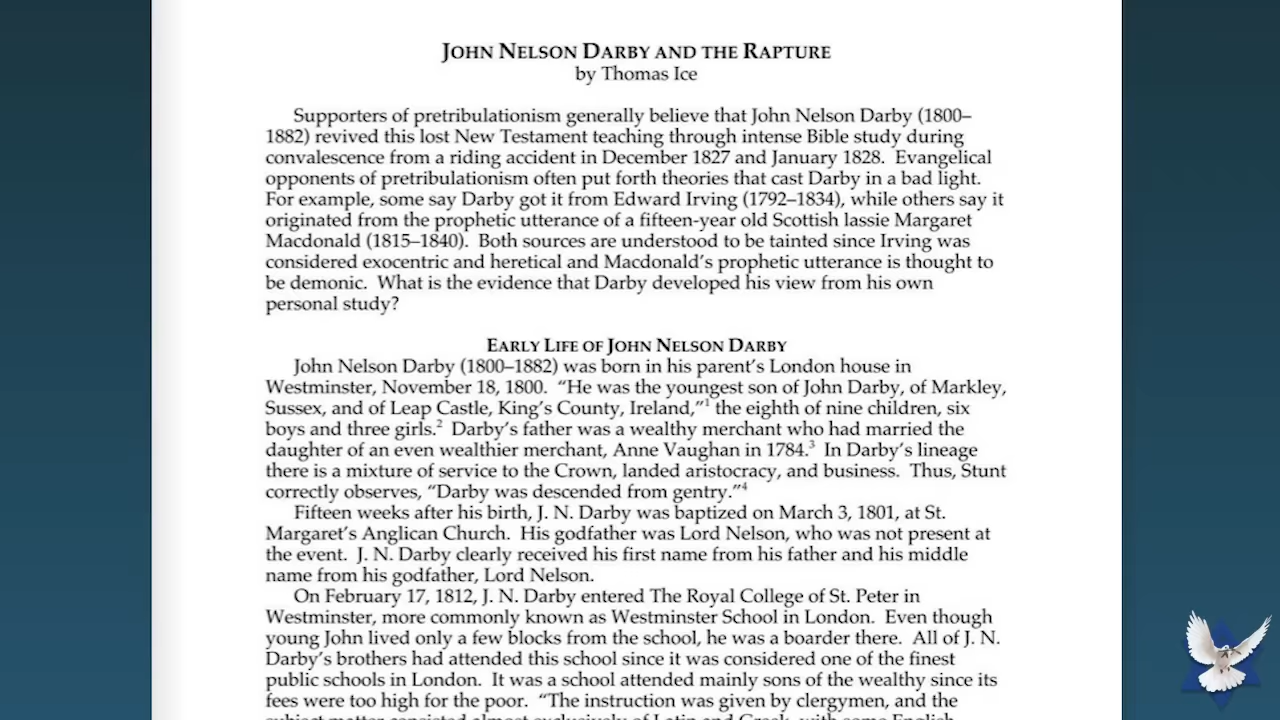 JOHN NELSON DARBY AND THE RAPTURE
by Thomas Ice
Supporters of pretribulationism generally believe that John Nelson Darby (1800–
1882) revived this lost New Testament teaching through intense Bible study during
convalescence from a riding accident in December 1827 and January 1828.  Evangelical
opponents of pretribulationism often put forth theories that cast Darby in a bad light.
For example, some say Darby got it from Edward Irving (1792–1834), while others say it
originated from the prophetic utterance of a fifteen-year old Scottish lassie Margaret
Macdonald (1815–1840).  Both sources are understood to be tainted since Irving was
considered exocentric and heretical and Macdonald’s prophetic utterance is thought to
be demonic.  What is the evidence that Darby developed his view from his own
personal study?
EARLY LIFE OF JOHN NELSON DARBY
John Nelson Darby (1800–1882) was born in his parent’s London house in
Westminster, November 18, 1800.  “He was the youngest son of John Darby, of Markley,
Sussex, and of Leap Castle, King’s County, Ireland,”¹ the eighth of nine children, six
boys and three girls.²  Darby’s father was a wealthy merchant who had married the
daughter of an even wealthier merchant, Anne Vaughan in 1784.³  In Darby’s lineage
there is a mixture of service to the Crown, landed aristocracy, and business.  Thus, Stunt
correctly observes, “Darby was descended from gentry.”⁴
Fifteen weeks after his birth, J. N. Darby was baptized on March 3, 1801, at St.
Margaret’s Anglican Church.  His godfather was Lord Nelson, who was not present at
the event.  J. N. Darby clearly received his first name from his father and his middle
name from his godfather, Lord Nelson.
On February 17, 1812, J. N. Darby entered The Royal College of St. Peter in
Westminster, more commonly known as Westminster School in London.  Even though
young John lived only a few blocks from the school, he was a boarder there.  All of J. N.
Darby’s brothers had attended this school since it was considered one of the finest
public schools in London.  It was a school attended mainly sons of the wealthy since its
fees were too high for the poor.  “The instruction was given by clergymen, and the
subject matter consisted almost exclusively of Latin and Greek, with some English